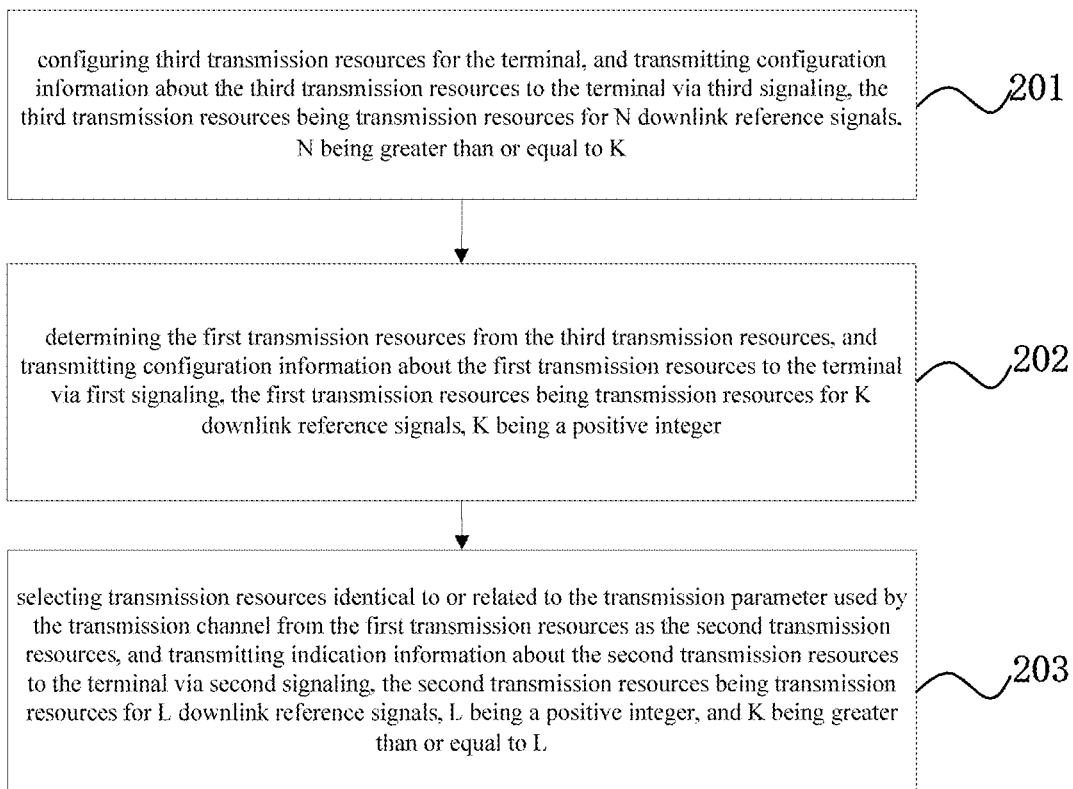 configuring third transmission resources for the terminal, and transmitting configuration
information about the third transmission resources to the terminal via third signaling, the
third transmission resources being transmission resources for N downlink reference signals,
N being greater than or equal to K
201
determining the first transmission resources from the third transmission resources, and
transmitting configuration information about the first transmission resources to the terminal
via first signaling, the first transmission resources being transmission resources for K
downlink reference signals, K being a positive integer
202
selecting transmission resources identical to or related to the transmission parameter used by
the transmission channel from the first transmission resources as the second transmission
resources, and transmitting indication information about the second transmission resources
to the terminal via second signaling, the second transmission resources being transmission
resources for L downlink reference signals, L being a positive integer, and K being greater
than or equal to L
203